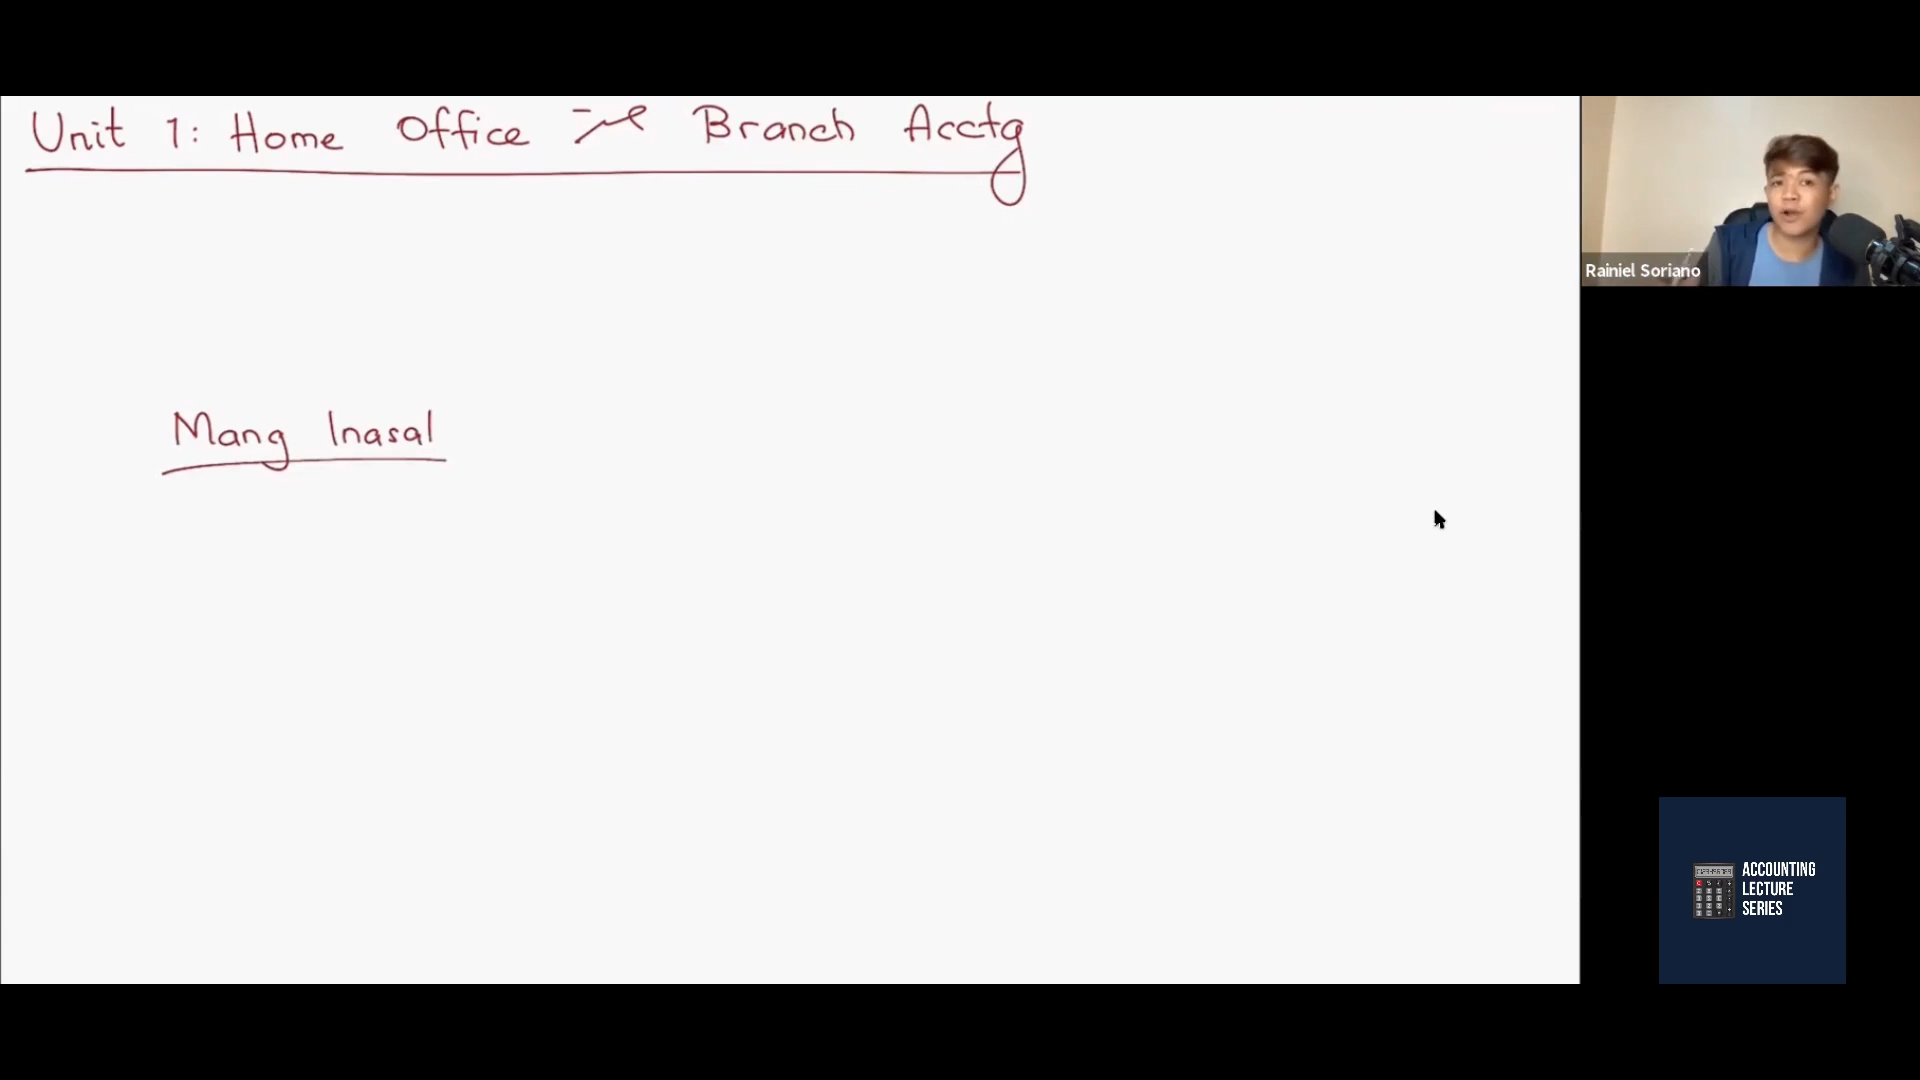 Unit 1: Home Office Branch Acctg
Rainiel Soriano
Mang Inasal
ACCOUNTING
LECTURE
SERIES